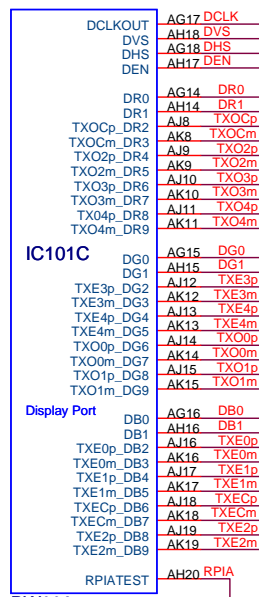 DCLKOUT AG17 DCLK
DVS AH18 DVS
DHS AG18 DHS
DEN AH17 DEN
DR0 AG14 DR0
DR1 AH14 DR1
TXOCp_DR2 AJ8 TXOCp
TXOCm_DR3 AK8 TXOCm
TXO2p_DR4 AJ9 TXO2p
TXO2m_DR5 AK9 TXO2m
TXO3p_DR6 AJ10 TXO3p
TXO3m_DR7 AK10 TXO3m
TX04p_DR8 AJ11 TXO4p
TXO4m_DR9 AK11 TXO4m
IC101C
DG0 AG15 DG0
DG1 AH15 DG1
TXE3p_DG2 AJ12 TXE3p
TXE3m_DG3 AK12 TXE3m
TXE4p_DG4 AJ13 TXE4p
TXE4m_DG5 AK13 TXE4m
TXO0p_DG6 AJ14 TXO0p
TXO0m_DG7 AK14 TXO0m
TXO1p_DG8 AJ15 TXO1p
TXO1m_DG9 AK15 TXO1m
Display Port
DB0 AG16 DB0
DB1 AH16 DB1
TXE0p_DB2 AJ16 TXE0p
TXE0m_DB3 AK16 TXE0m
TXE1p_DB4 AJ17 TXE1p
TXE1m_DB5 AK17 TXE1m
TXECp_DB6 AJ18 TXECp
TXECm_DB7 AK18 TXECm
TXE2p_DB8 AJ19 TXE2p
TXE2m_DB9 AK19 TXE2m
RPIATEST AH20 RPIA